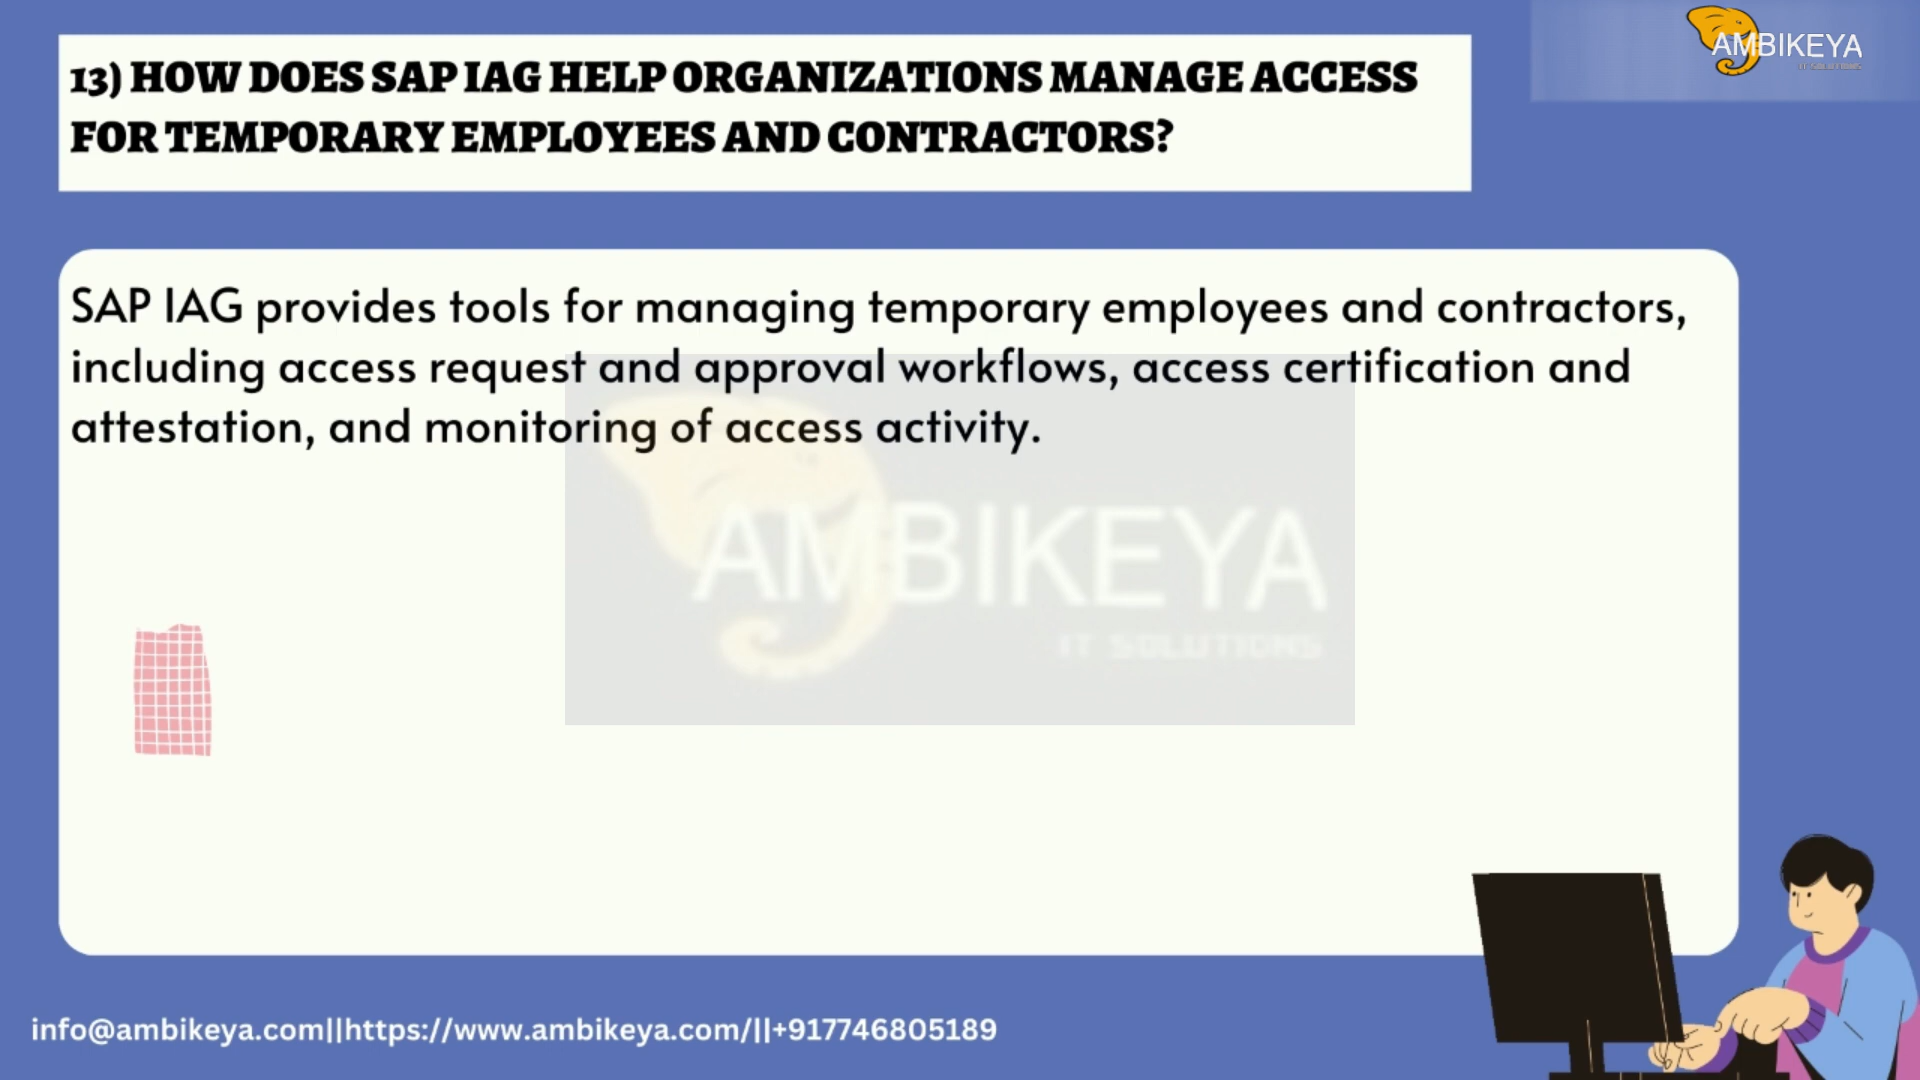 AMBIKEYA
IT SOLUTIONS
13) HOW DOES SAP IAG HELP ORGANIZATIONS MANAGE ACCESS
FOR TEMPORARY EMPLOYEES AND CONTRACTORS?
SAP IAG provides tools for managing temporary employees and contractors,
including access request and approval workflows, access certification and
attestation, and monitoring of access activity.
AMBIKEYA
IT SOLUTIONS
info@ambikeya.com||https://www.ambikeya.com/||+917746805189